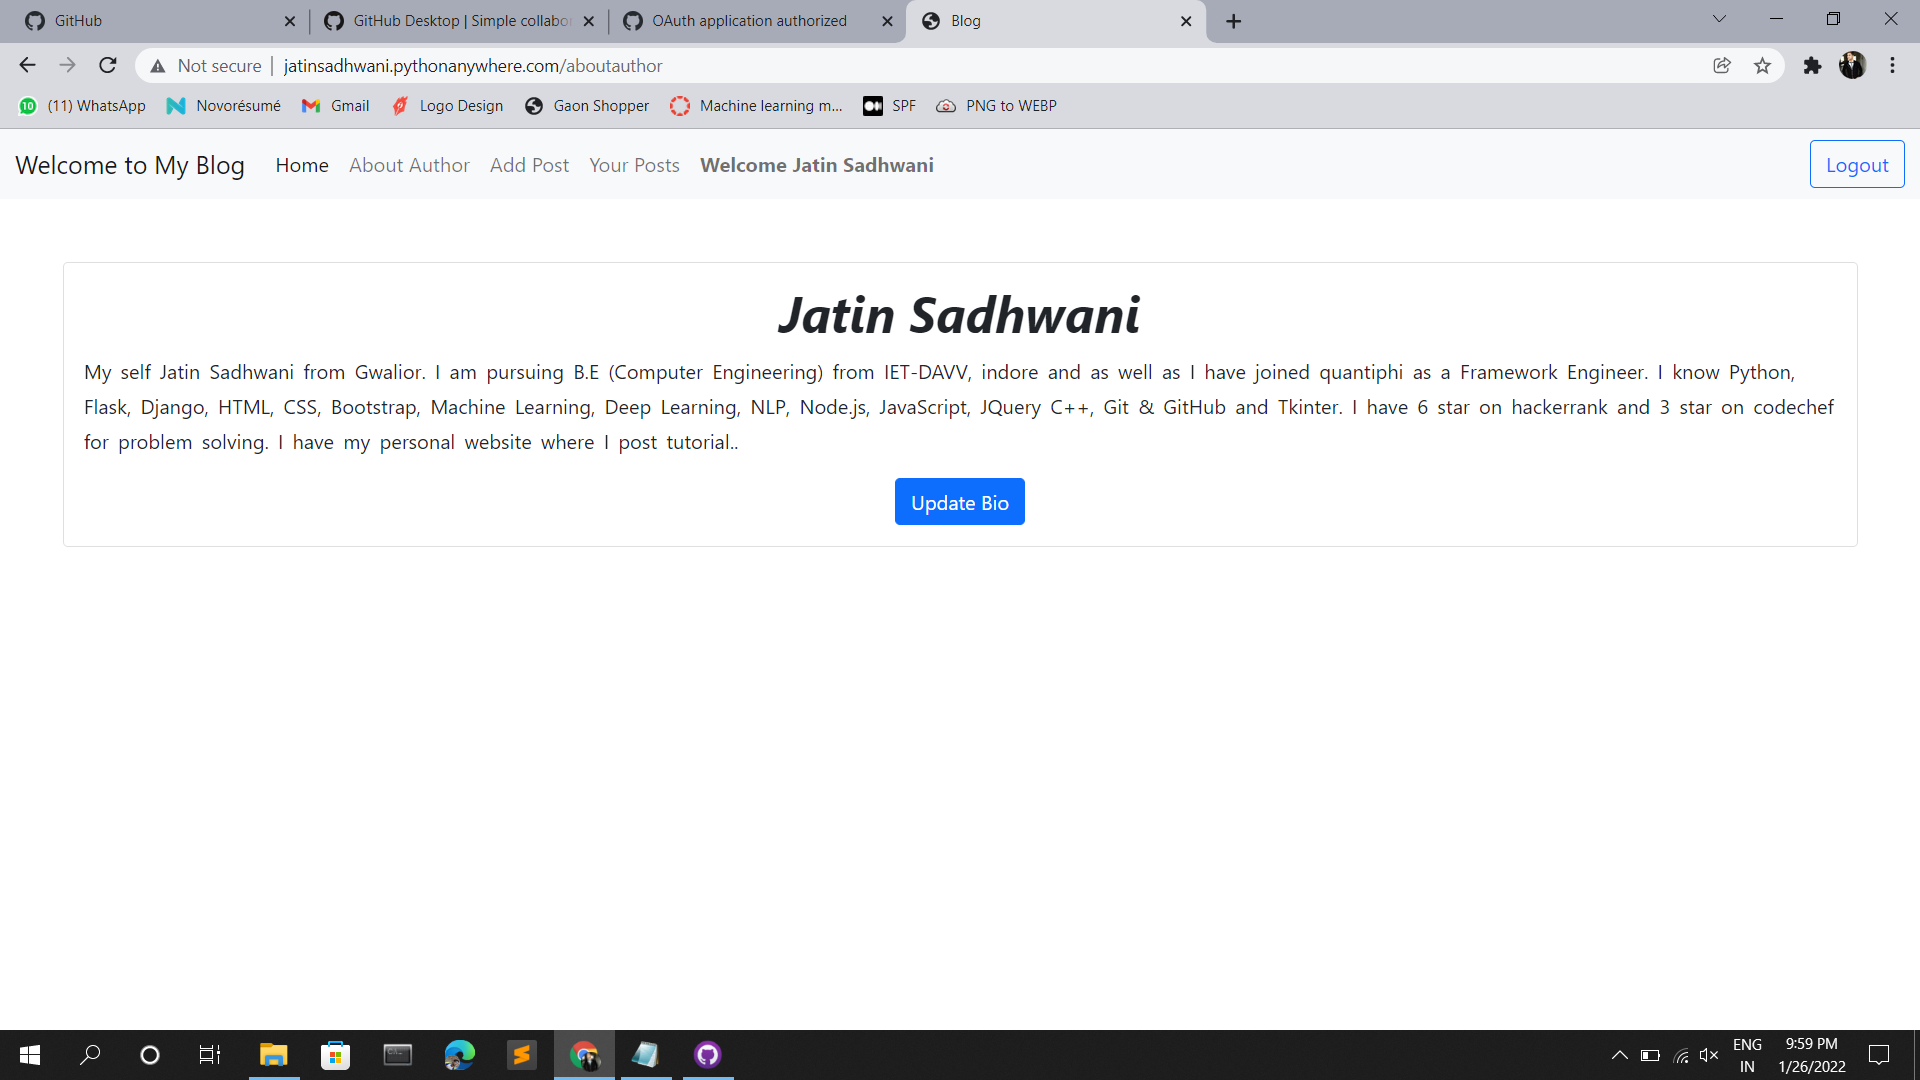 GitHub
GitHub Desktop | Simple collabor
OAuth application authorized
Blog
Not secure | jatinsadhwani.pythonanywhere.com/aboutauthor
10 (11) WhatsApp
Novorésumé
Gmail
Logo Design
Gaon Shopper
Machine learning m...
SPF
PNG to WEBP
Welcome to My Blog Home About Author Add Post Your Posts Welcome Jatin Sadhwani Logout
Jatin Sadhwani
My self Jatin Sadhwani from Gwalior. I am pursuing B.E (Computer Engineering) from IET-DAVV, indore and as well as I have joined quantiphi as a Framework Engineer. I know Python,
Flask, Django, HTML, CSS, Bootstrap, Machine Learning, Deep Learning, NLP, Node.js, JavaScript, JQuery C++, Git & GitHub and Tkinter. I have 6 star on hackerrank and 3 star on codechef
for problem solving. I have my personal website where I post tutorial..
Update Bio
ENG
IN
9:59 PM
1/26/2022